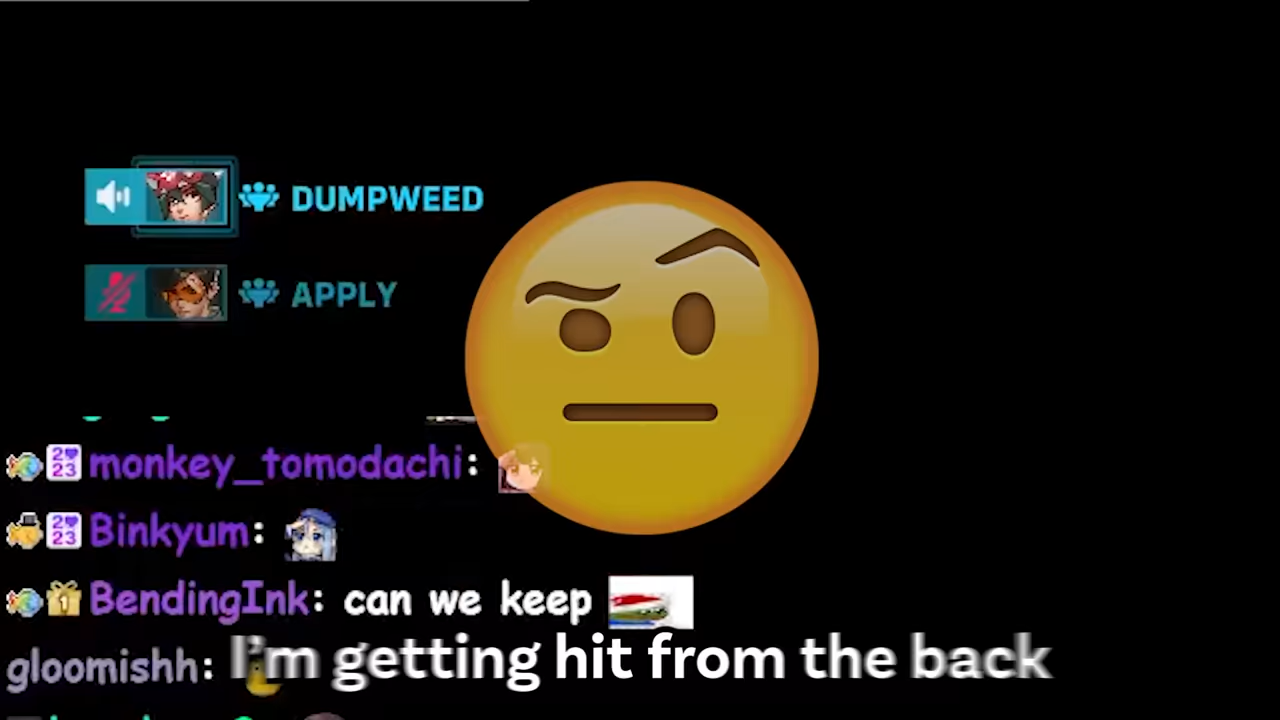 DUMPWEED
APPLY
monkey_tomodachi:
Binkyum:
BendingInk: can we keep
gloomishh:
I'm getting hit from the back